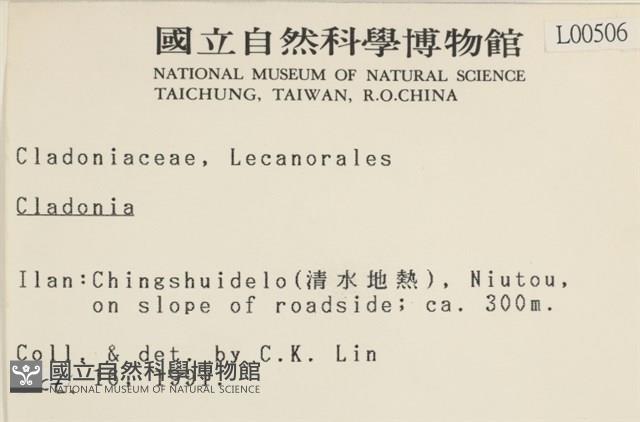 國立自然科學博物館
L00506
NATIONAL MUSEUM OF NATURAL SCIENCE
TAICHUNG, TAIWAN, R.O.CHINA
Cladoniaceae, Lecanorales
Cladonia
Ilan:Chingshuidelo(清水地熱), Niutou,
on slope of roadside; ca. 300m.
Coll. & det. by C.K. Lin
1991.
國立自然科學博物館
NATIONAL MUSEUM OF NATURAL SCIENCE